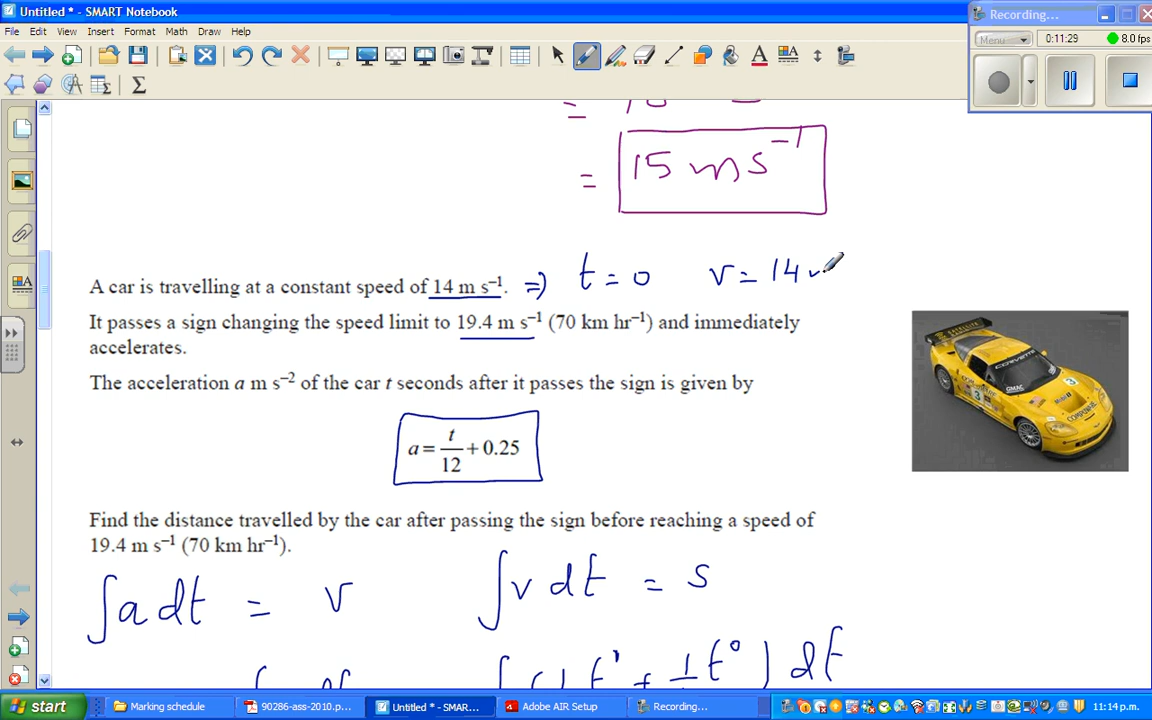 Untitled * - SMART Notebook
Recording...
File Edit View Insert Format Math Draw Help
Menu
0:11:29
8.0 fps
=
= 15 ms⁻¹
A car is travelling at a constant speed of 14 m s⁻¹. ⇒ t = 0 v = 14
It passes a sign changing the speed limit to 19.4 m s⁻¹ (70 km hr⁻¹) and immediately
accelerates.
The acceleration a m s⁻² of the car t seconds after it passes the sign is given by
a = t/12 + 0.25
Find the distance travelled by the car after passing the sign before reaching a speed of
19.4 m s⁻¹ (70 km hr⁻¹).
∫a dt = v ∫v dt = s
start
Marking schedule
90286-ass-2010.p...
Untitled * - SMAR...
Adobe AIR Setup
Recording...
11:14 p.m.